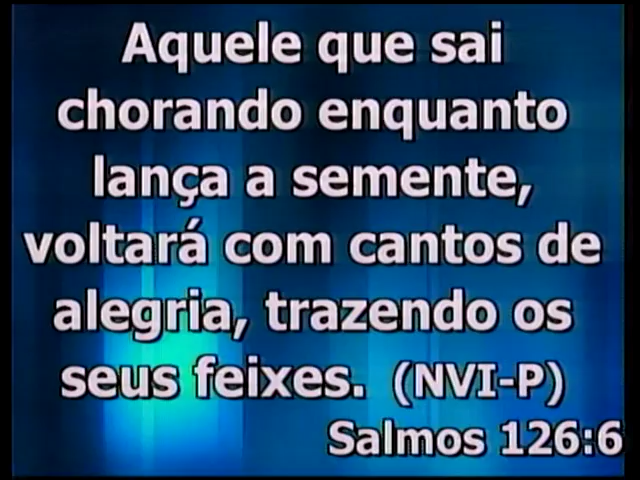 Aquele que sai
chorando enquanto
lança a semente,
voltará com cantos de
alegria, trazendo os
seus feixes. (NVI-P)
Salmos 126:6